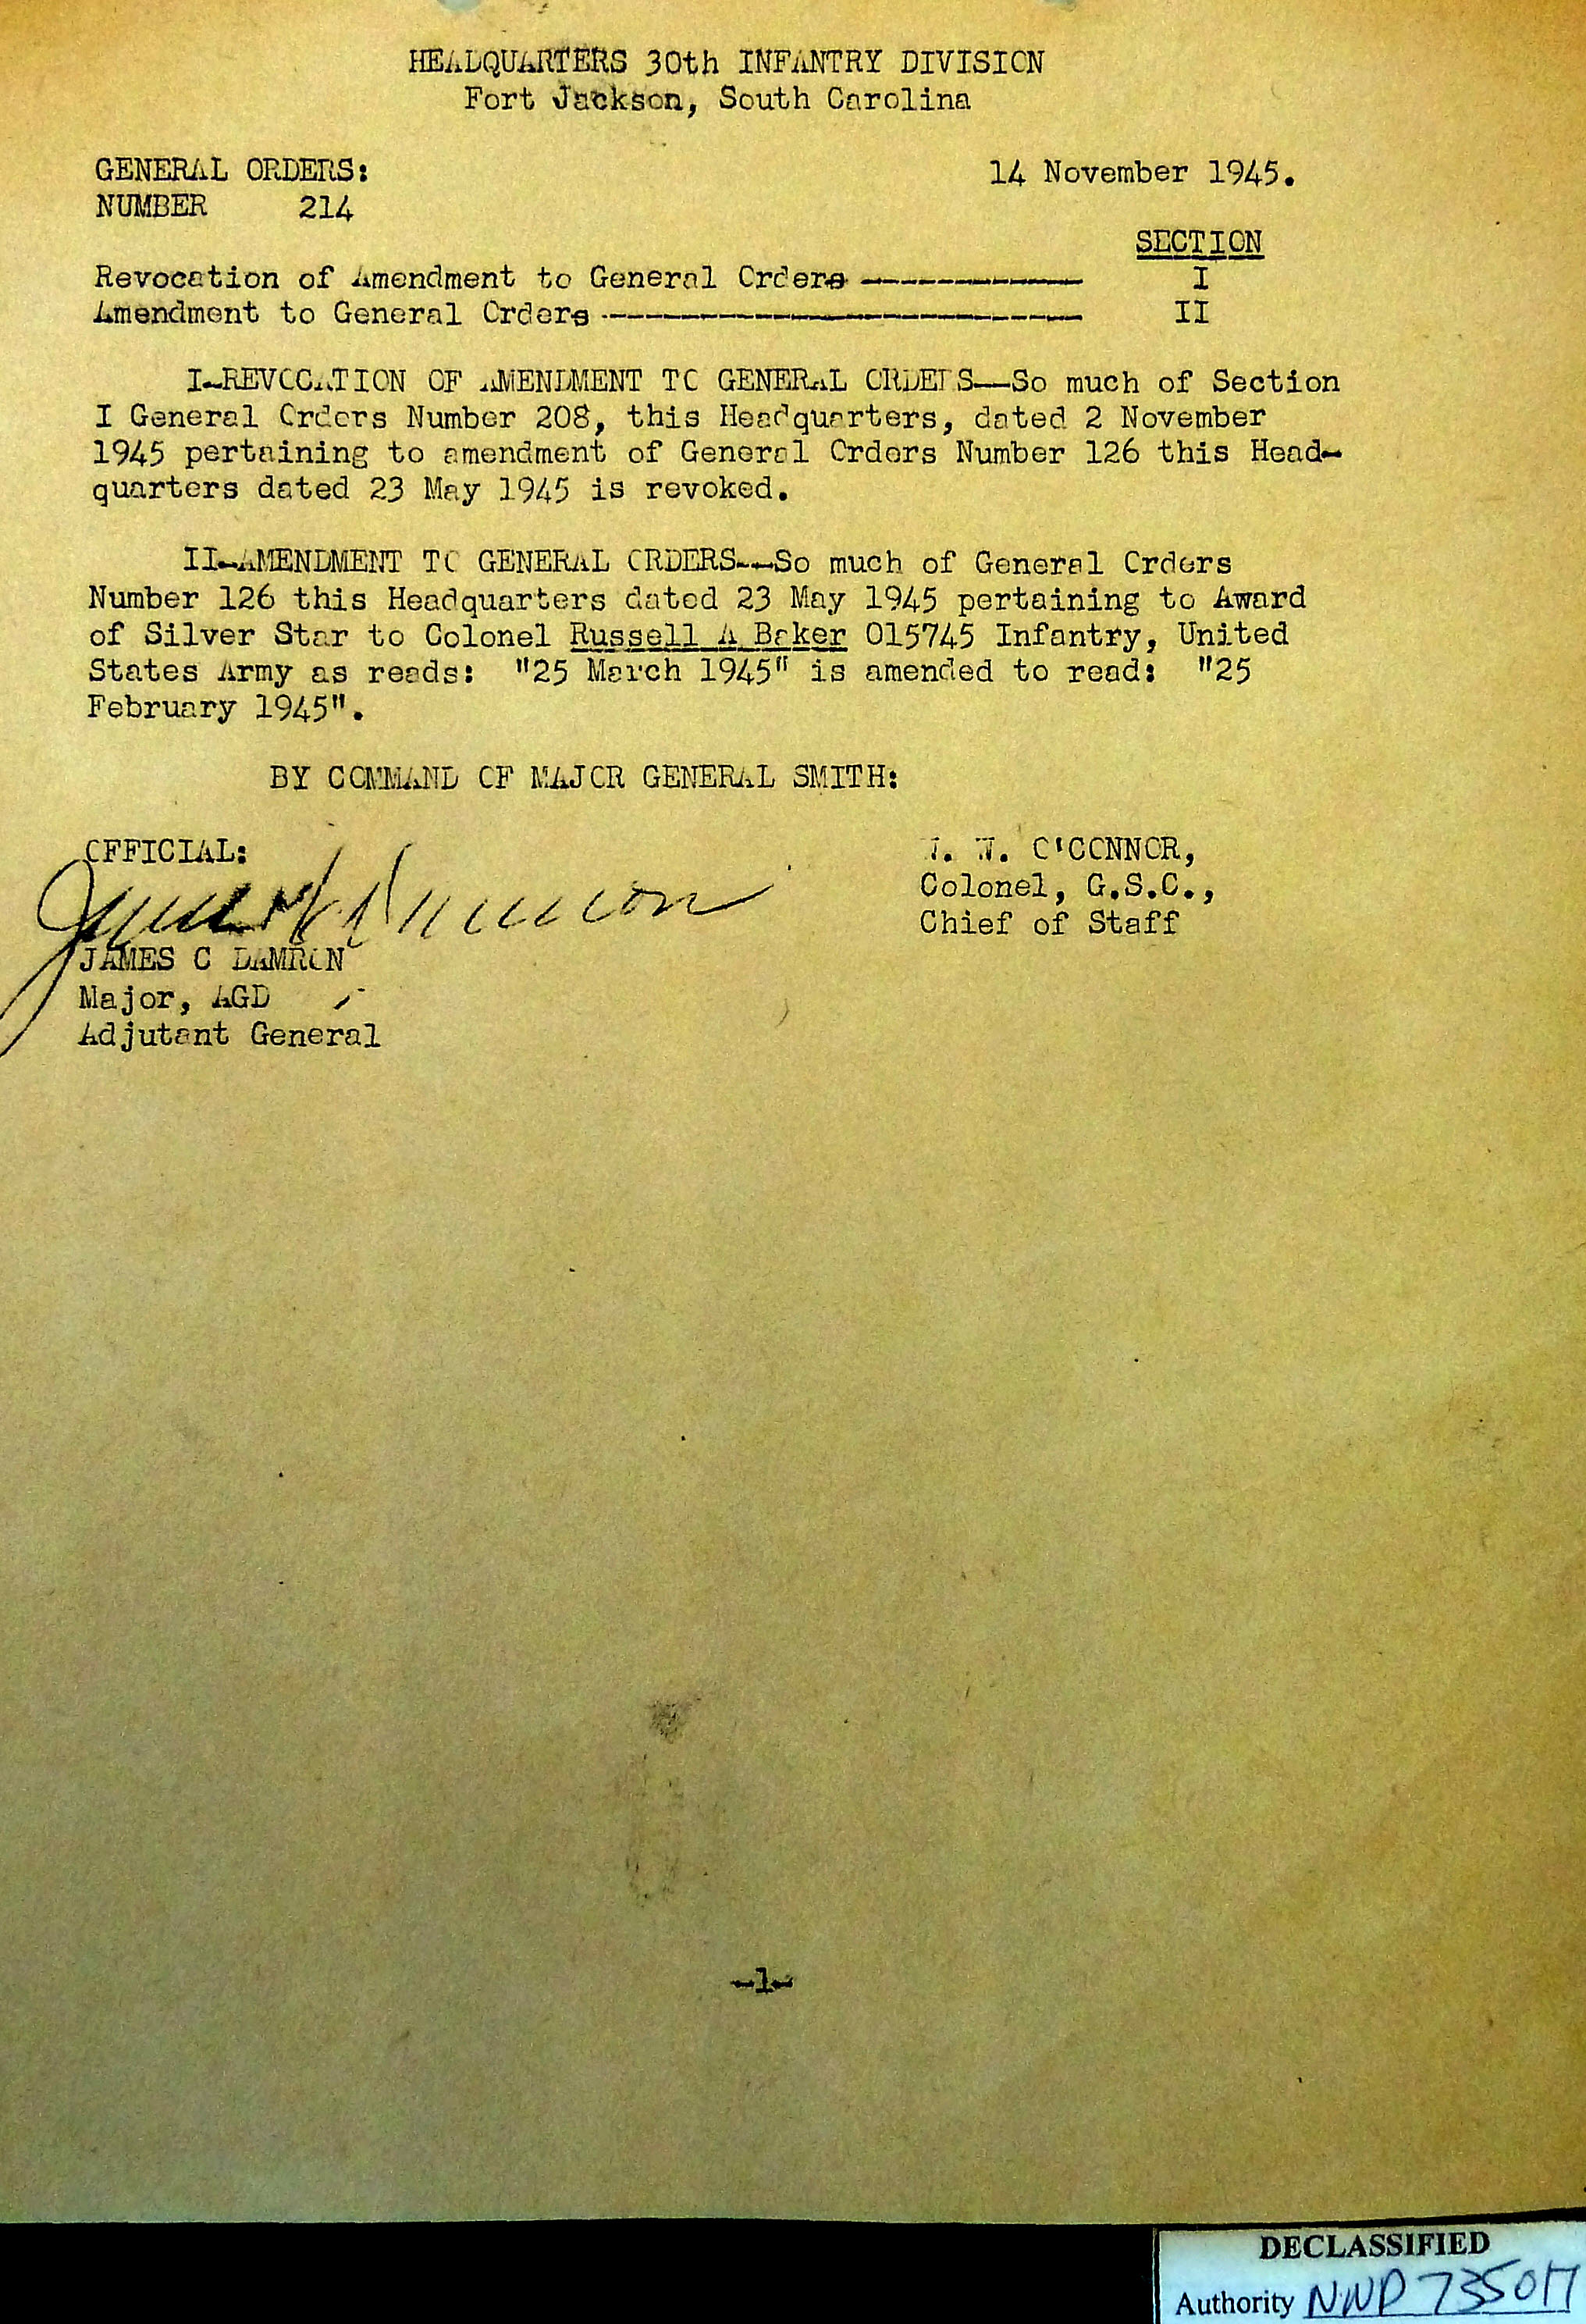 HEADQUARTERS 30th INFANTRY DIVISION
Fort Jackson, South Carolina
GENERAL ORDERS: 14 November 1945.
NUMBER 214
SECTION
Revocation of Amendment to General Orders ------------ I
Amendment to General Orders -------------------------- II
I-REVOCATION OF AMENDMENT TO GENERAL ORDERS--So much of Section
I General Orders Number 208, this Headquarters, dated 2 November
1945 pertaining to amendment of General Orders Number 126 this Head-
quarters dated 23 May 1945 is revoked.
II-AMENDMENT TO GENERAL ORDERS--So much of General Orders
Number 126 this Headquarters dated 23 May 1945 pertaining to Award
of Silver Star to Colonel Russell A Baker 015745 Infantry, United
States Army as reads: "25 March 1945" is amended to read: "25
February 1945".
BY COMMAND OF MAJOR GENERAL SMITH:
OFFICIAL: W. O'CONNOR,
Colonel, G.S.C.,
Chief of Staff
JAMES C DAMRON
Major, AGD
Adjutant General
-1-
DECLASSIFIED
Authority NND 735017